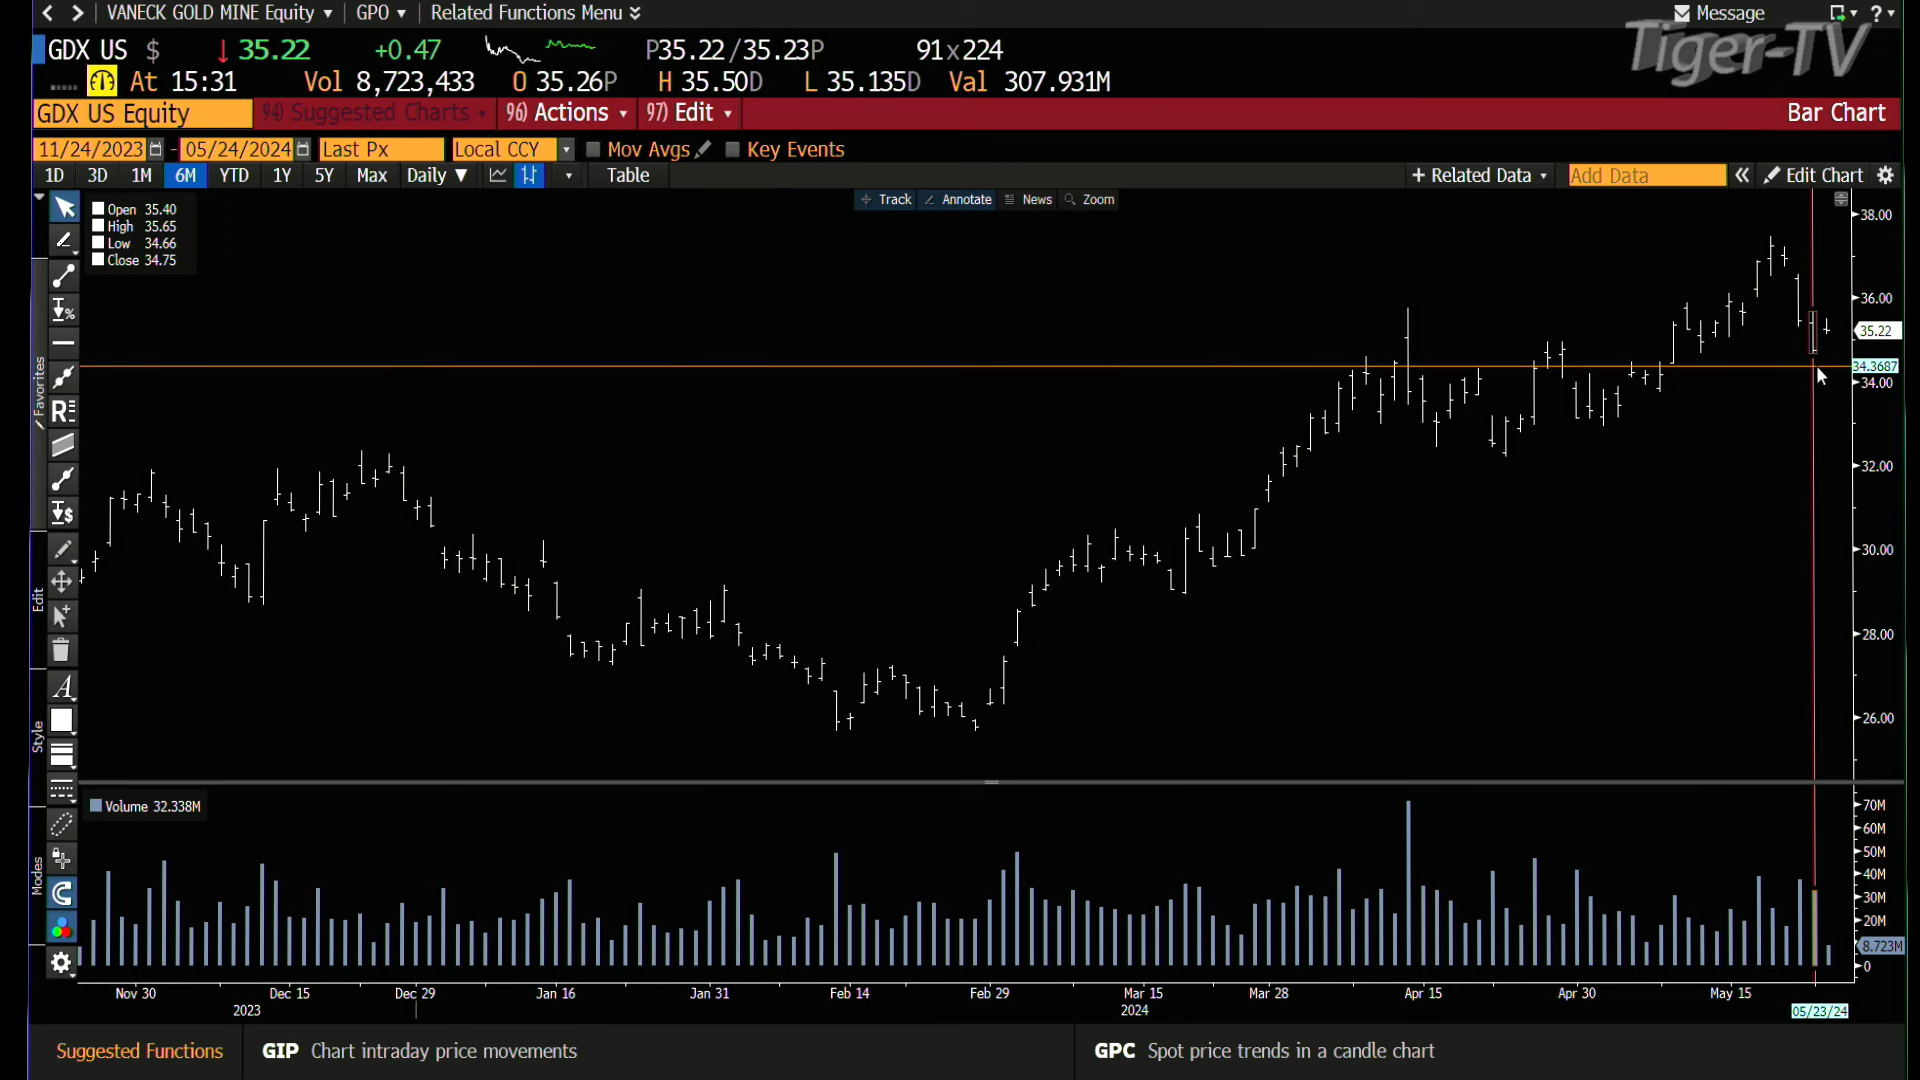 VANECK GOLD MINE Equity GPO Related Functions Menu Message ?
Tiger-TV
GDX US $ 35.22 +0.47 P35.22 / 35.23P 91x224
At 15:31 Vol 8,723,433 O 35.26P H 35.50D L 35.135D Val 307.931M
GDX US Equity 94) Suggested Charts 96) Actions 97) Edit Bar Chart
11/24/2023 - 05/24/2024 Last Px Local CCY Mov Avgs Key Events
1D 3D 1M 6M YTD 1Y 5Y Max Daily Table + Related Data Add Data Edit Chart
Track Annotate News Zoom
Open 35.40
High 35.65
Low 34.66
Close 34.75
38.00
36.00
35.22
34.3687
34.00
32.00
30.00
28.00
26.00
Favorites
Edit
Style
Modes
Volume 32.338M
70M
60M
50M
40M
30M
20M
8.723M
0
Nov 30 Dec 15 Dec 29 Jan 16 Jan 31 Feb 14 Feb 29 Mar 15 Mar 28 Apr 15 Apr 30 May 15
2023 2024 05/23/24
Suggested Functions GIP Chart intraday price movements GPC Spot price trends in a candle chart